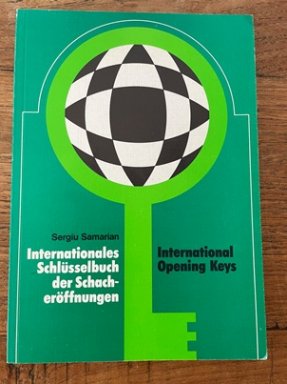 Sergiu Samarian
Internationales
Schlüsselbuch
der Schach-
eröffnungen
International
Opening Keys